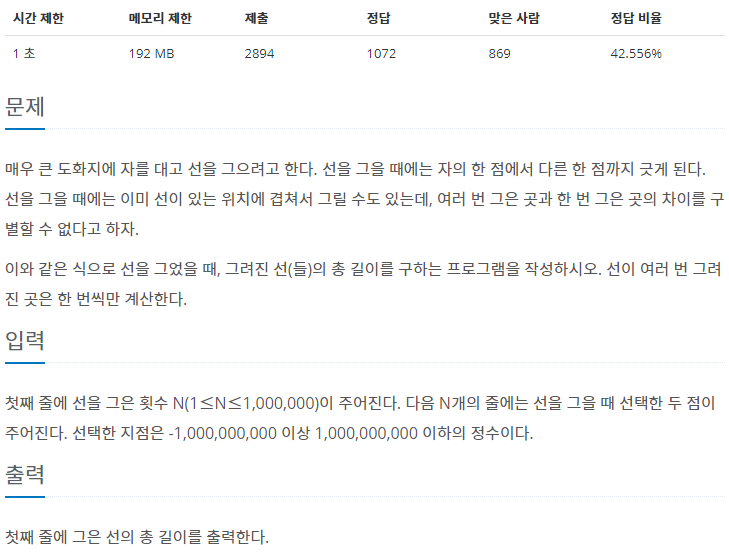 시간 제한 메모리 제한 제출 정답 맞은 사람 정답 비율
1 초 192 MB 2894 1072 869 42.556%
문제
매우 큰 도화지에 자를 대고 선을 그으려고 한다. 선을 그을 때에는 자의 한 점에서 다른 한 점까지 긋게 된다.
선을 그을 때에는 이미 선이 있는 위치에 겹쳐서 그릴 수도 있는데, 여러 번 그은 곳과 한 번 그은 곳의 차이를 구
별할 수 없다고 하자.
이와 같은 식으로 선을 그었을 때, 그려진 선(들)의 총 길이를 구하는 프로그램을 작성하시오. 선이 여러 번 그려
진 곳은 한 번씩만 계산한다.
입력
첫째 줄에 선을 그은 횟수 N(1≤N≤1,000,000)이 주어진다. 다음 N개의 줄에는 선을 그을 때 선택한 두 점이
주어진다. 선택한 지점은 -1,000,000,000 이상 1,000,000,000 이하의 정수이다.
출력
첫째 줄에 그은 선의 총 길이를 출력한다.